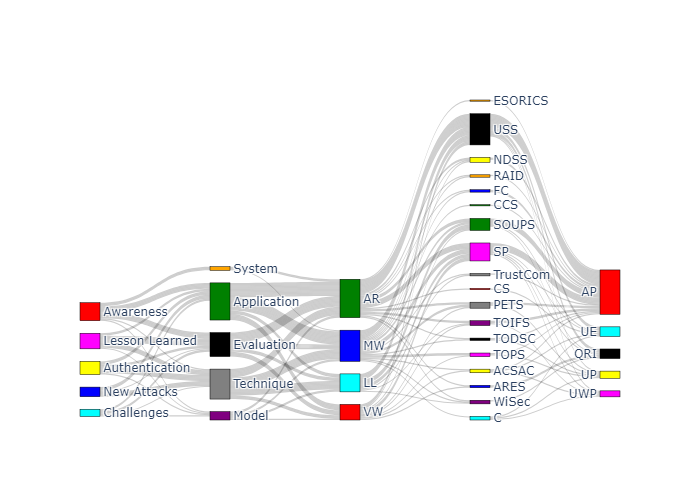 Awareness
Lesson Learned
Authentication
New Attacks
Challenges
System
Application
Evaluation
Technique
Model
AR
MW
LL
VW
ESORICS
USS
NDSS
RAID
FC
CCS
SOUPS
SP
TrustCom
CS
PETS
TOIFS
TODSC
TOPS
ACSAC
ARES
WiSec
C
AP
UE
QRI
UP
UWP